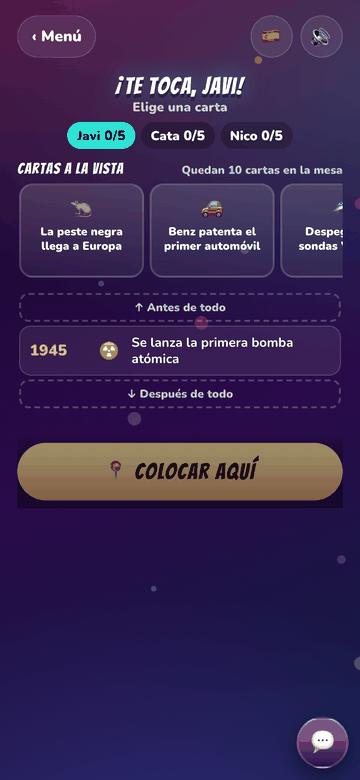 ‹ Menú
¡TE TOCA, JAVI!
Elige una carta
Javi 0/5 Cata 0/5 Nico 0/5
CARTAS A LA VISTA
Quedan 10 cartas en la mesa
La peste negra
llega a Europa
Benz patenta el
primer automóvil
sondas
↑ Antes de todo
1945
Se lanza la primera bomba
atómica
↓ Después de todo
COLOCAR AQUÍ